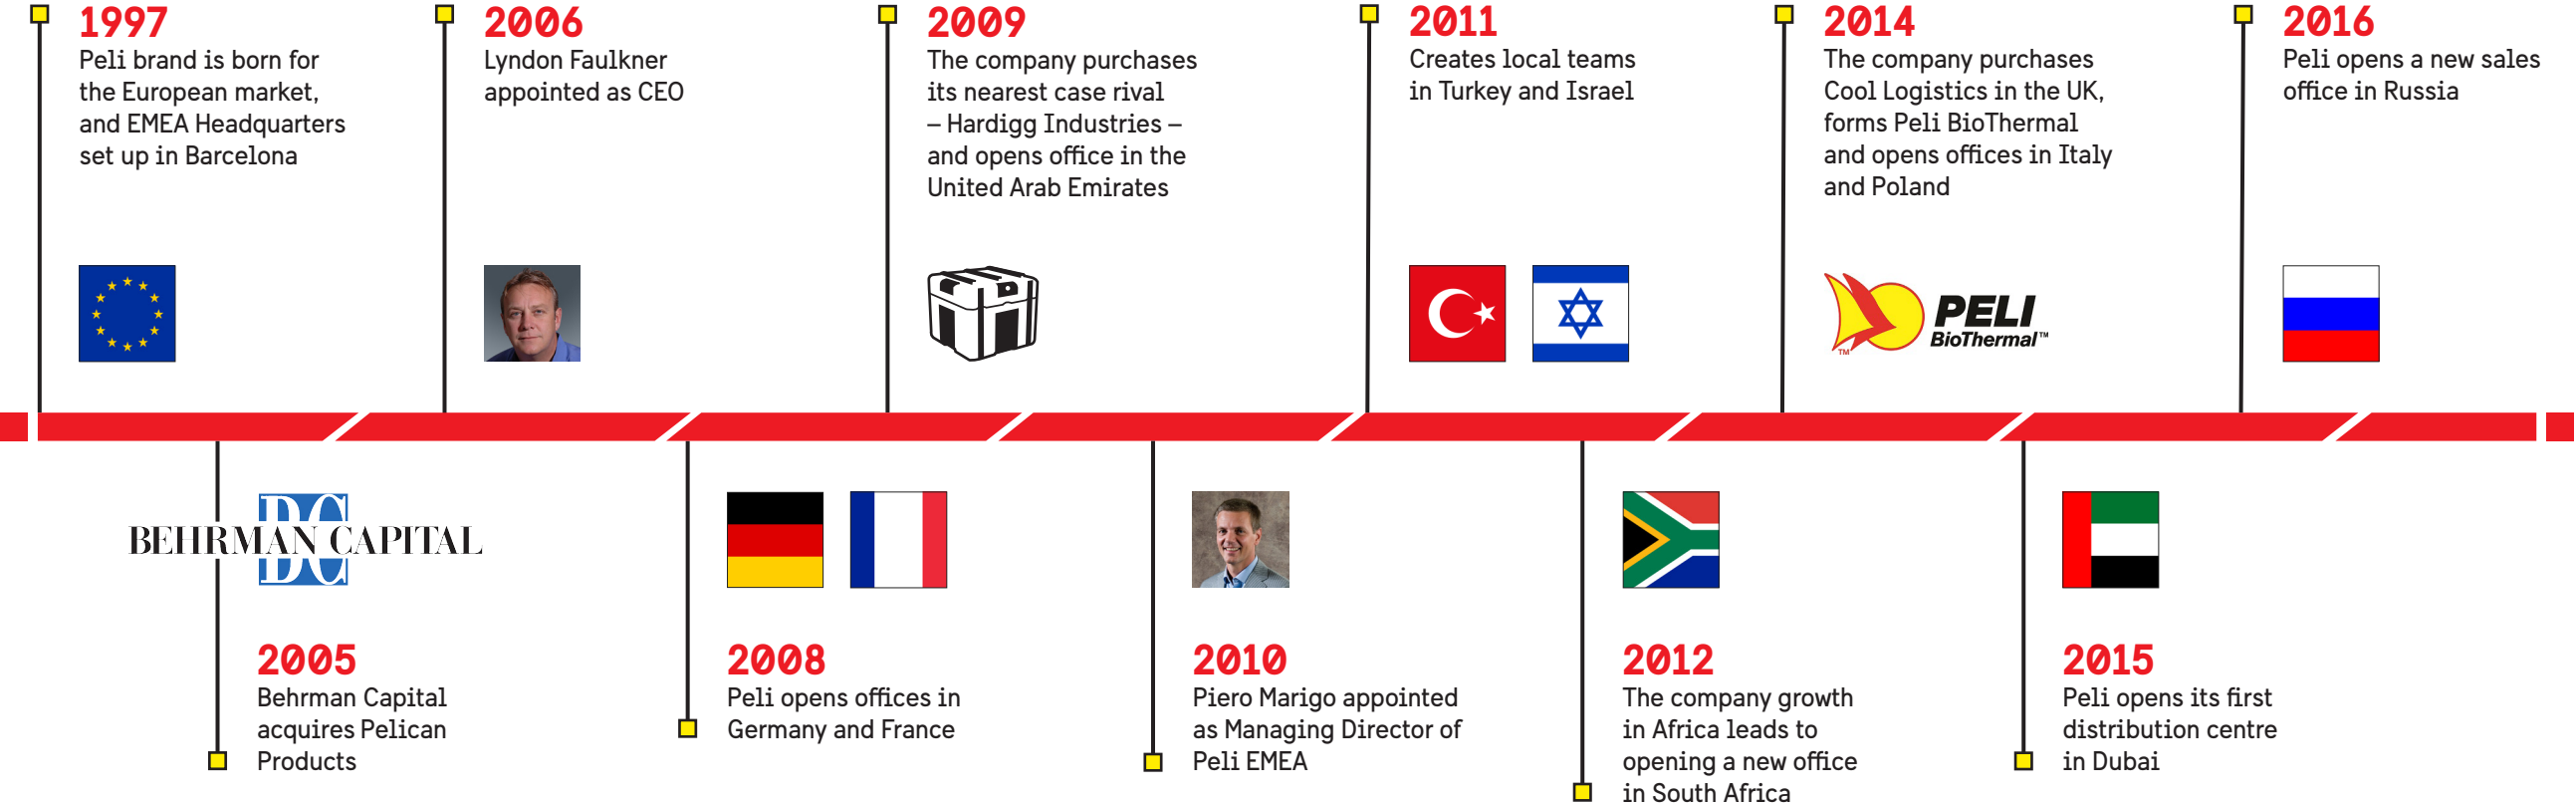 1997
Peli brand is born for
the European market,
and EMEA Headquarters
set up in Barcelona
2006
Lyndon Faulkner
appointed as CEO
2009
The company purchases
its nearest case rival
– Hardigg Industries –
and opens office in the
United Arab Emirates
2011
Creates local teams
in Turkey and Israel
2014
The company purchases
Cool Logistics in the UK,
forms Peli BioThermal
and opens offices in Italy
and Poland
TM
PELI
BioThermal™
2016
Peli opens a new sales
office in Russia
BC
BEHRMAN CAPITAL
2005
Behrman Capital
acquires Pelican
Products
2008
Peli opens offices in
Germany and France
2010
Piero Marigo appointed
as Managing Director of
Peli EMEA
2012
The company growth
in Africa leads to
opening a new office
in South Africa
2015
Peli opens its first
distribution centre
in Dubai